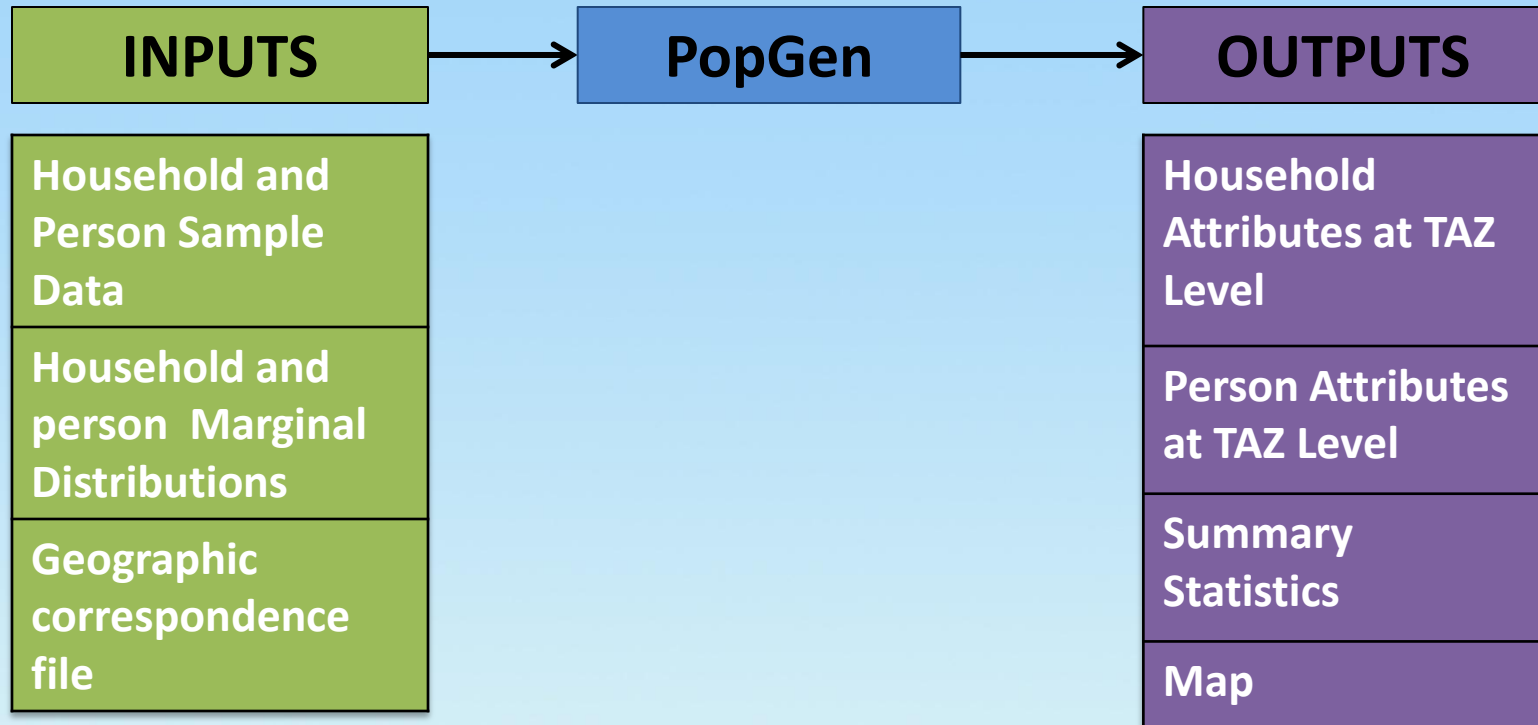 INPUTS
PopGen
OUTPUTS
Household and
Person Sample
Data
Household and
person  Marginal
Distributions
Geographic
correspondence
file
Household
Attributes at TAZ
Level
Person Attributes
at TAZ Level
Summary
Statistics
Map